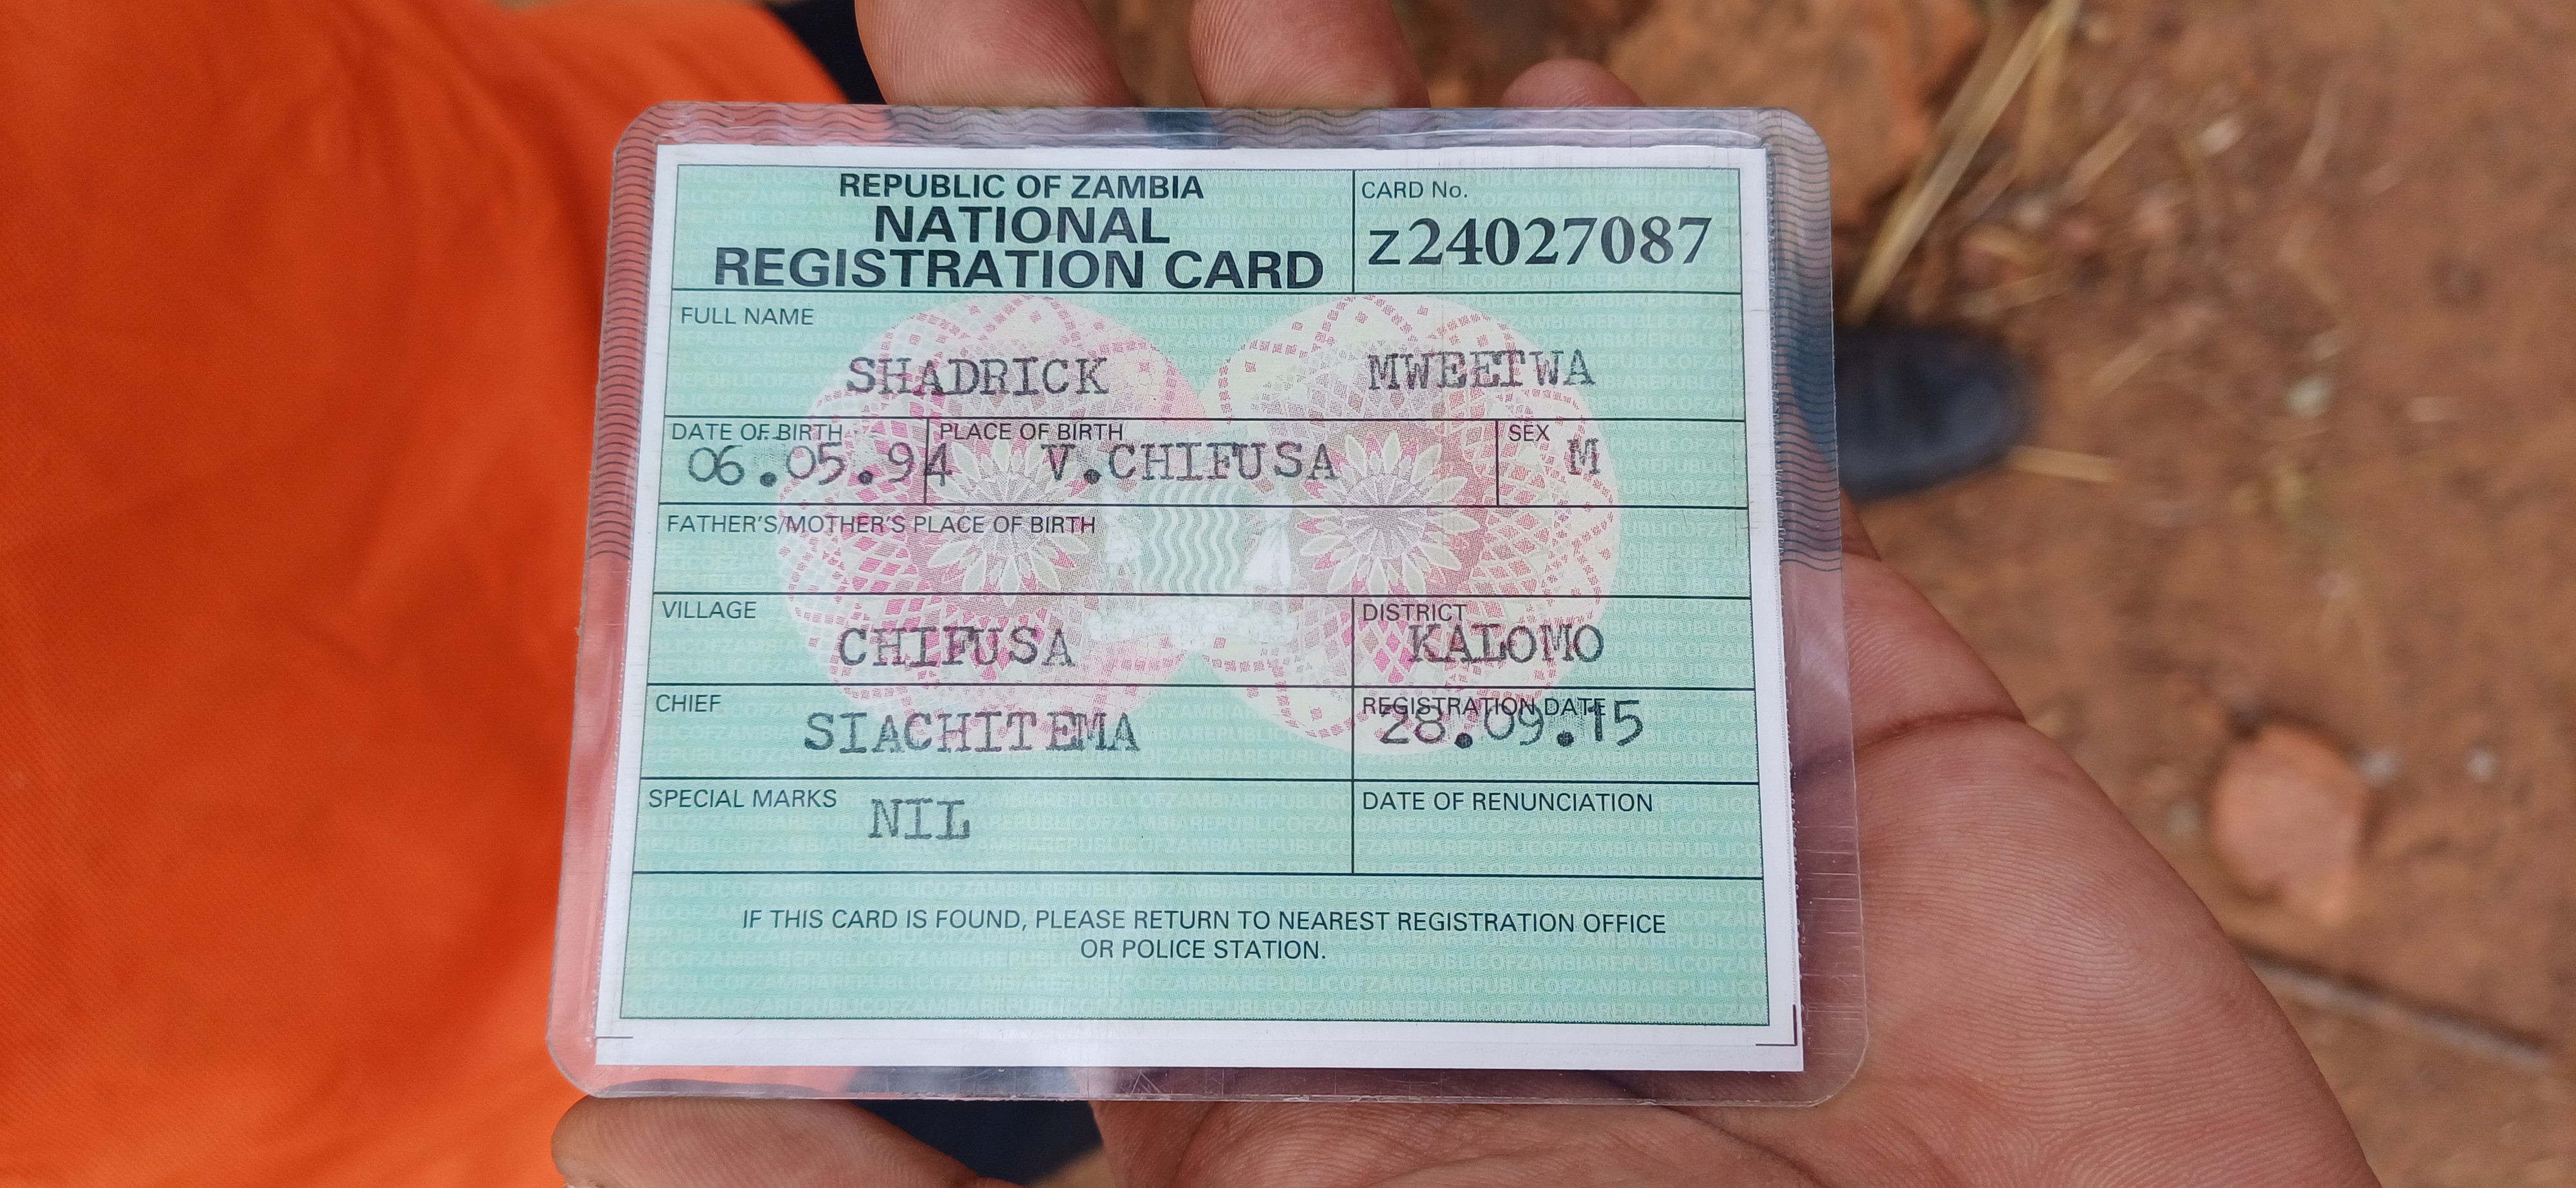 REPUBLIC OF ZAMBIA
NATIONAL
REGISTRATION CARD
CARD No.
Z24027087
FULL NAME
SHADRICK MWEETWA
DATE OF BIRTH PLACE OF BIRTH SEX
06.05.94 V.CHIFUSA M
FATHER'S/MOTHER'S PLACE OF BIRTH
VILLAGE DISTRICT
CHIFUSA KALOMO
CHIEF REGISTRATION DATE
SIACHITEMA 28.09.15
SPECIAL MARKS NIL DATE OF RENUNCIATION
IF THIS CARD IS FOUND, PLEASE RETURN TO NEAREST REGISTRATION OFFICE
OR POLICE STATION.